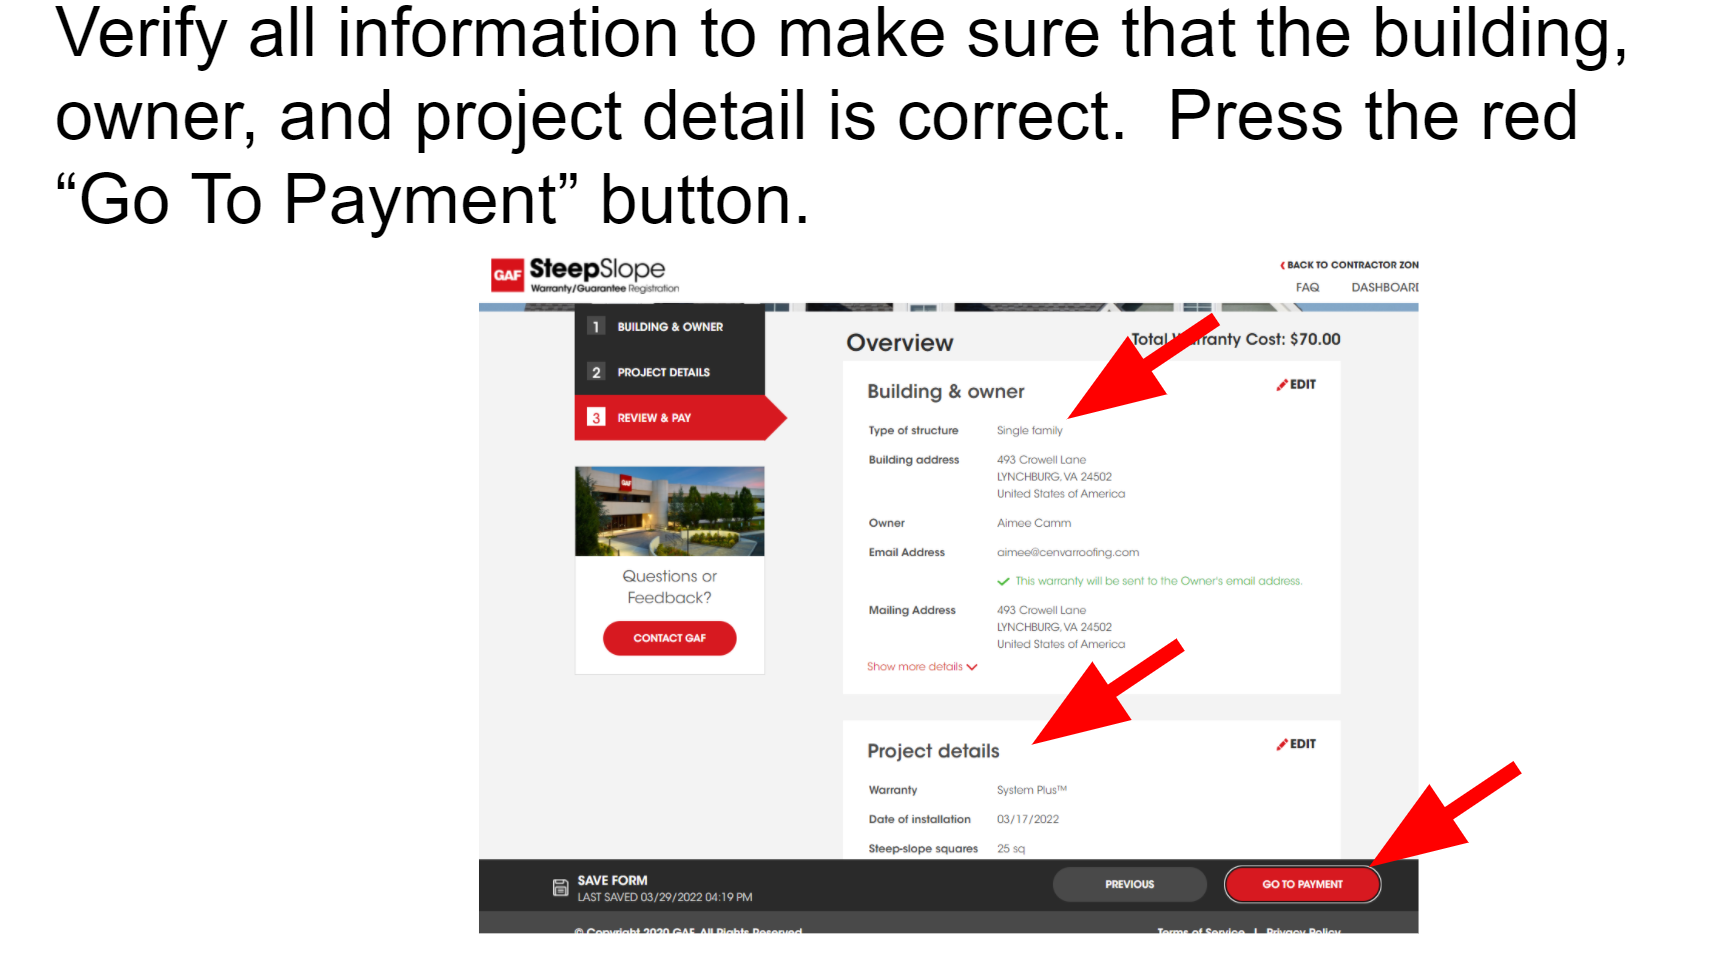 Verify all information to make sure that the building,
owner, and project detail is correct.  Press the red
“Go To Payment” button.
GAF SteepSlope
Warranty/Guarantee Registration
BACK TO CONTRACTOR ZON
FAQ DASHBOARD
1 BUILDING & OWNER
2 PROJECT DETAILS
3 REVIEW & PAY
GAF
Questions or
Feedback?
CONTACT GAF
Overview Total Warranty Cost: $70.00
Building & owner EDIT
Type of structure Single family
Building address 493 Crowell Lane
LYNCHBURG, VA 24502
United States of America
Owner Aimee Camm
Email Address aimee@cenvarroofing.com
This warranty will be sent to the Owner's email address.
Mailing Address 493 Crowell Lane
LYNCHBURG, VA 24502
United States of America
Show more details
Project details EDIT
Warranty System Plus™
Date of installation 03/17/2022
Steep-slope squares 25 sq
SAVE FORM
LAST SAVED 03/29/2022 04:19 PM
PREVIOUS GO TO PAYMENT
© Copyright 2020 GAF. All Rights Reserved Terms of Service | Privacy Policy